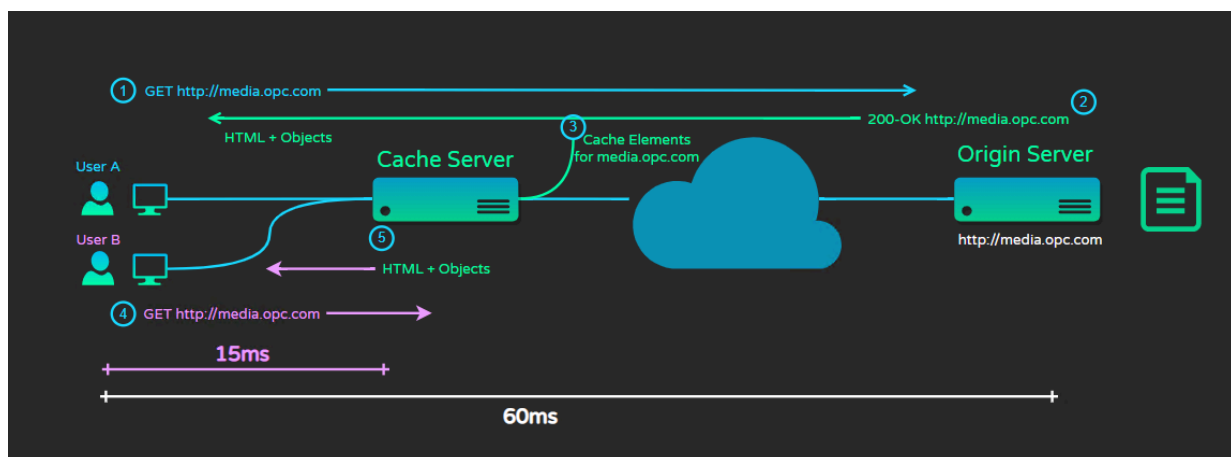 1 GET http://media.opc.com
2
200-OK http://media.opc.com
HTML + Objects
3
Cache Elements
for media.opc.com
User A
Cache Server
Origin Server
User B
5
http://media.opc.com
HTML + Objects
4 GET http://media.opc.com
15ms
60ms